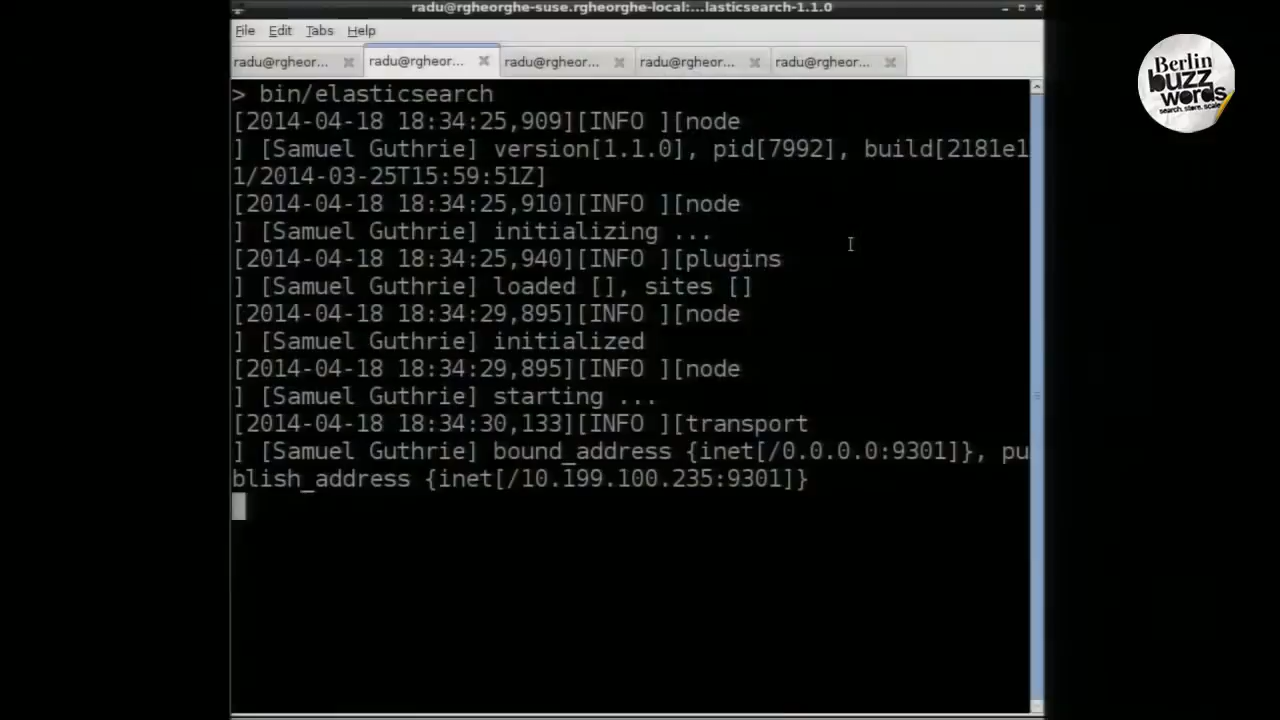 radu@rgheorghe-suse.rgheorghe-local:...lasticsearch-1.1.0
File Edit Tabs Help
radu@rgheor... radu@rgheor... radu@rgheor... radu@rgheor... radu@rgheor...
> bin/elasticsearch
[2014-04-18 18:34:25,909][INFO ][node
] [Samuel Guthrie] version[1.1.0], pid[7992], build[2181e1
1/2014-03-25T15:59:51Z]
[2014-04-18 18:34:25,910][INFO ][node
] [Samuel Guthrie] initializing ...
[2014-04-18 18:34:25,940][INFO ][plugins
] [Samuel Guthrie] loaded [], sites []
[2014-04-18 18:34:29,895][INFO ][node
] [Samuel Guthrie] initialized
[2014-04-18 18:34:29,895][INFO ][node
] [Samuel Guthrie] starting ...
[2014-04-18 18:34:30,133][INFO ][transport
] [Samuel Guthrie] bound_address {inet[/0.0.0.0:9301]}, pu
blish_address {inet[/10.199.100.235:9301]}
Berlin
buzz
words
search. store. scale.